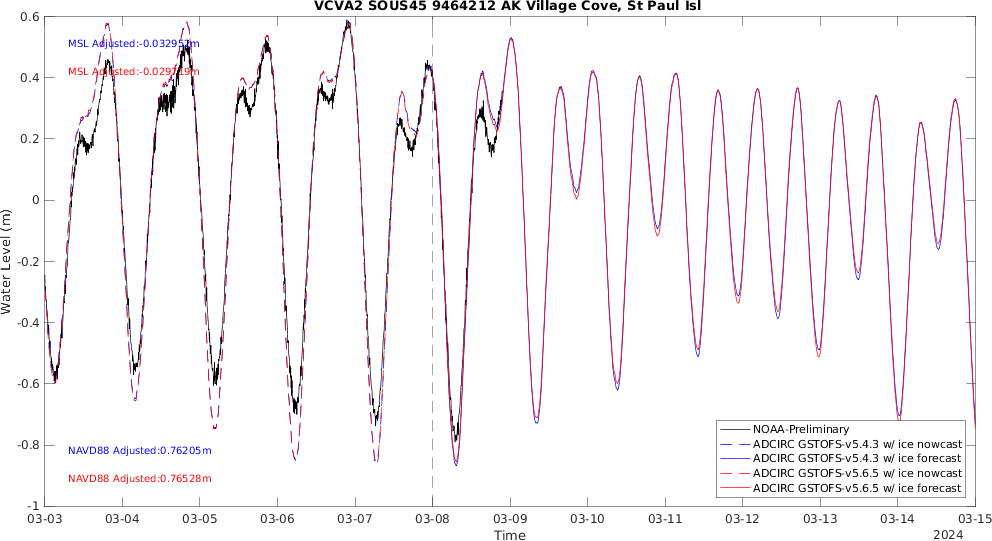 VCVA2 SOUS45 9464212 AK Village Cove, St Paul Isl
0.6
0.4
0.2
0
-0.2
-0.4
-0.6
-0.8
-1
Water Level (m)
MSL Adjusted:-0.032952m
MSL Adjusted:-0.029719m
NAVD88 Adjusted:0.76205m
NAVD88 Adjusted:0.76528m
NOAA-Preliminary
ADCIRC GSTOFS-v5.4.3 w/ ice nowcast
ADCIRC GSTOFS-v5.4.3 w/ ice forecast
ADCIRC GSTOFS-v5.6.5 w/ ice nowcast
ADCIRC GSTOFS-v5.6.5 w/ ice forecast
03-03 03-04 03-05 03-06 03-07 03-08 03-09 03-10 03-11 03-12 03-13 03-14 03-15
Time
2024